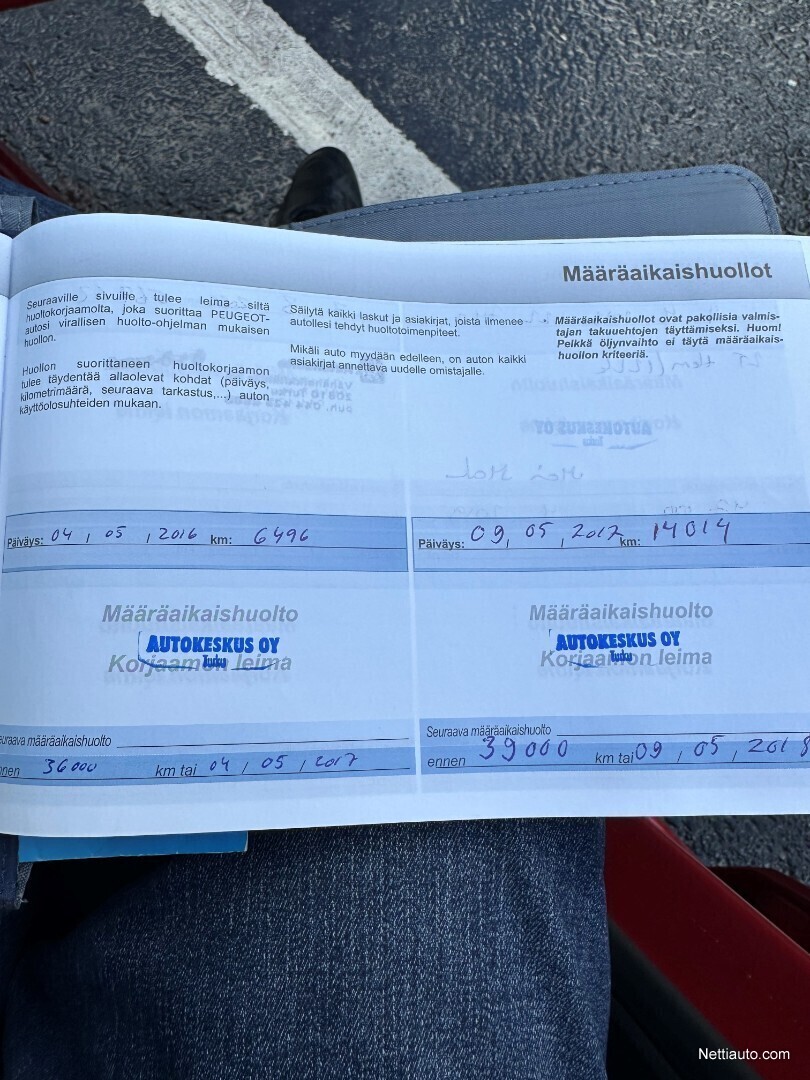 Määräaikaishuollot
Seuraaville sivuille tulee leima siltä
huoltokorjaamolta, joka suorittaa PEUGEOT-
autosi virallisen huolto-ohjelman mukaisen
huollon.
Huollon suorittaneen huoltokorjaamon
tulee täydentää allaolevat kohdat (päiväys,
kilometrimäärä, seuraava tarkastus,...) auton
käyttöolosuhteiden mukaan.
Säilytä kaikki laskut ja asiakirjat, joista ilmenee
autollesi tehdyt huoltotoimenpiteet.
Mikäli auto myydään edelleen, on auton kaikki
asiakirjat annettava uudelle omistajalle.
Määräaikaishuollot ovat pakollisia valmis-
tajan takuuehtojen täyttämiseksi. Huom!
Pelkkä öljynvaihto ei täytä määräaikais-
huollon kriteeriä.
Päiväys: 04, 05, 2016 km: 6496
Määräaikaishuolto
AUTOKESKUS OY
Turku
Korjaamon leima
euraava määräaikaishuolto
nen 36000 km tai 04 / 05 / 2017
Päiväys: 09, 05, 2017 km: 14014
Määräaikaishuolto
AUTOKESKUS OY
Turku
Korjaamon leima
Seuraava määräaikaishuolto
ennen 39000 km tai 09, 05, 2018
Nettiauto.com